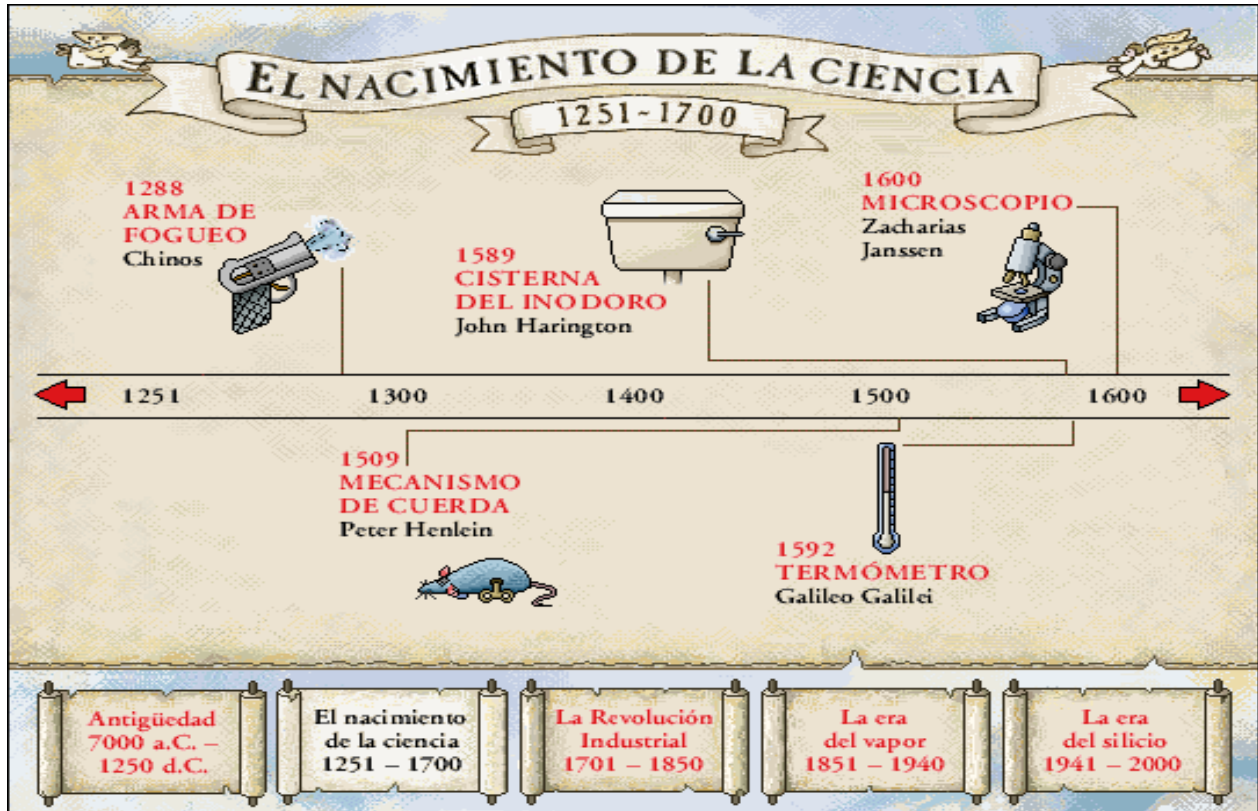 EL NACIMIENTO DE LA CIENCIA
1251~1700
1288
ARMA DE
FOGUEO
Chinos
1589
CISTERNA
DEL INODORO
John Harington
1600
MICROSCOPIO
Zacharias
Janssen
1251 1300 1400 1500 1600
1509
MECANISMO
DE CUERDA
Peter Henlein
1592
TERMÓMETRO
Galileo Galilei
Antigüedad
7000 a.C. –
1250 d.C.
El nacimiento
de la ciencia
1251 – 1700
La Revolución
Industrial
1701 – 1850
La era
del vapor
1851 – 1940
La era
del silicio
1941 – 2000